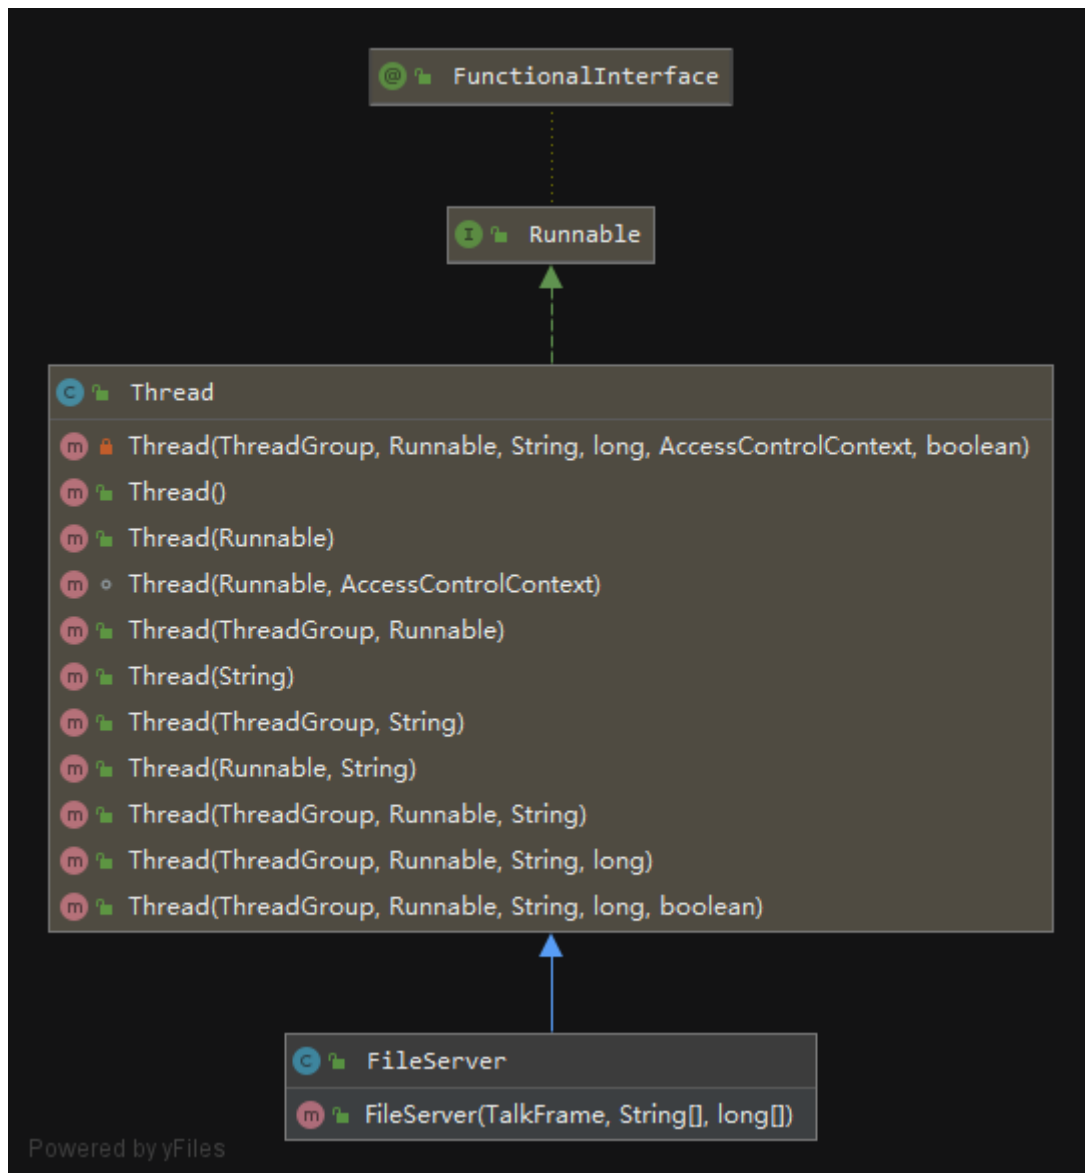 @ FunctionalInterface
I Runnable
C Thread
m Thread(ThreadGroup, Runnable, String, long, AccessControlContext, boolean)
m Thread()
m Thread(Runnable)
m Thread(Runnable, AccessControlContext)
m Thread(ThreadGroup, Runnable)
m Thread(String)
m Thread(ThreadGroup, String)
m Thread(Runnable, String)
m Thread(ThreadGroup, Runnable, String)
m Thread(ThreadGroup, Runnable, String, long)
m Thread(ThreadGroup, Runnable, String, long, boolean)
C FileServer
m FileServer(TalkFrame, String[], long[])
Powered by yFiles